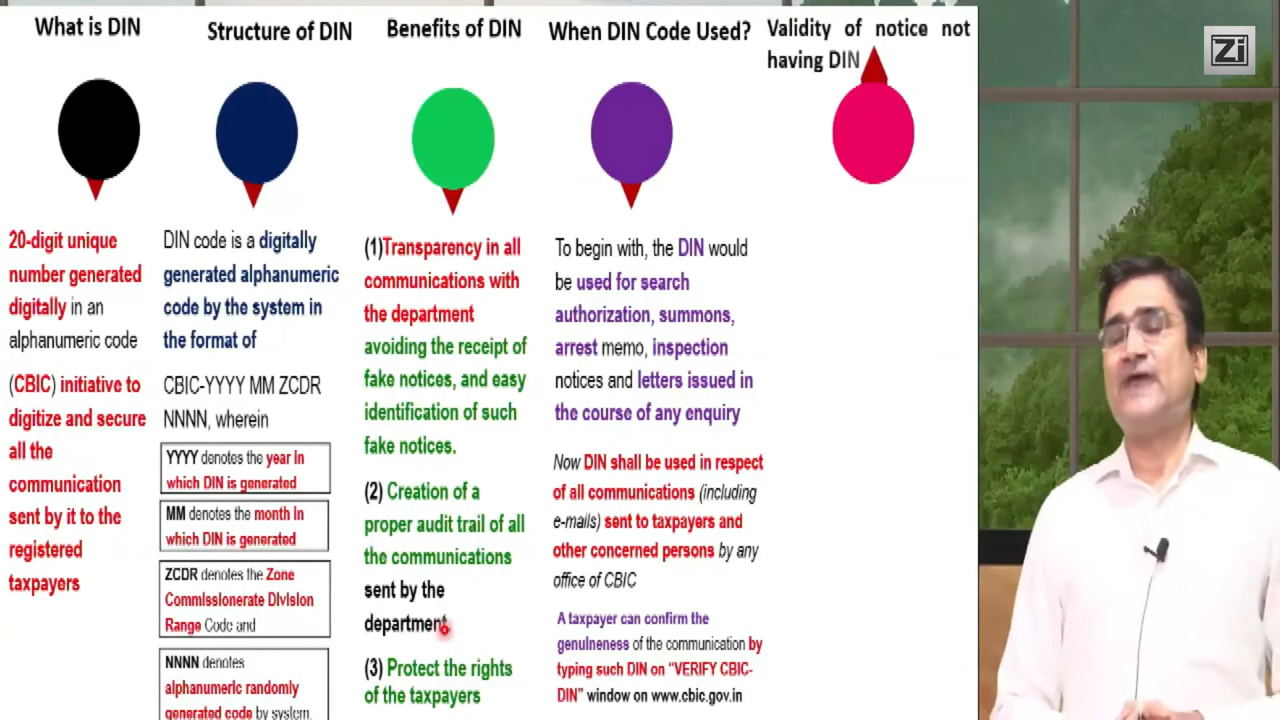 What is DIN
20-digit unique
number generated
digitally in an
alphanumeric code
(CBIC) initiative to
digitize and secure
all the
communication
sent by it to the
registered
taxpayers
Structure of DIN
DIN code is a digitally
generated alphanumeric
code by the system in
the format of
CBIC-YYYY MM ZCDR
NNNN, wherein
YYYY denotes the year in
which DIN is generated
MM denotes the month in
which DIN is generated
ZCDR denotes the Zone
Commissionerate Division
Range Code and
NNNN denotes
alphanumeric randomly
generated code by system.
Benefits of DIN
(1)Transparency in all
communications with
the department
avoiding the receipt of
fake notices, and easy
identification of such
fake notices.
(2) Creation of a
proper audit trail of all
the communications
sent by the
department
(3) Protect the rights
of the taxpayers
When DIN Code Used?
To begin with, the DIN would
be used for search
authorization, summons,
arrest memo, inspection
notices and letters issued in
the course of any enquiry
Now DIN shall be used in respect
of all communications (including
e-mails) sent to taxpayers and
other concerned persons by any
office of CBIC
A taxpayer can confirm the
genuineness of the communication by
typing such DIN on "VERIFY CBIC-
DIN" window on www.cbic.gov.in
Validity of notice not
having DIN
Zi